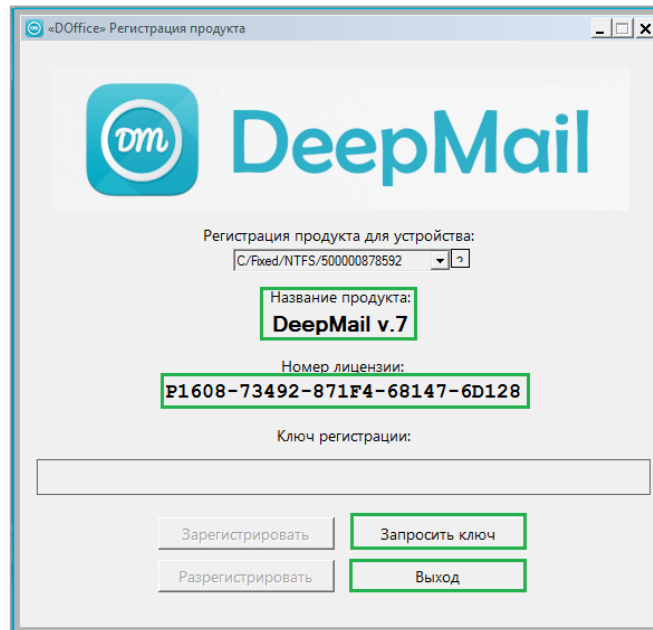 «DOffice» Регистрация продукта
DM
DeepMail
Регистрация продукта для устройства:
C/Fixed/NTFS/500000878592 ?
Название продукта:
DeepMail v.7
Номер лицензии:
P1608-73492-871F4-68147-6D128
Ключ регистрации:
Зарегистрировать Запросить ключ
Разрегистрировать Выход